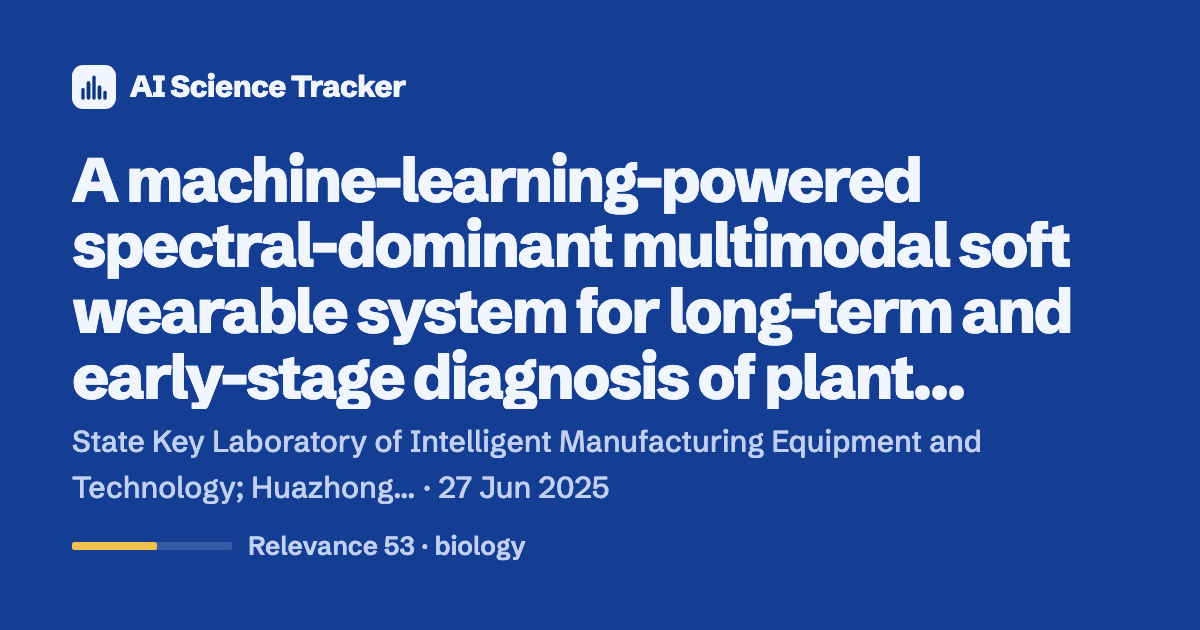 AI Science Tracker
A machine-learning-powered
spectral-dominant multimodal soft
wearable system for long-term and
early-stage diagnosis of plant...
State Key Laboratory of Intelligent Manufacturing Equipment and
Technology; Huazhong... · 27 Jun 2025
Relevance 53 · biology